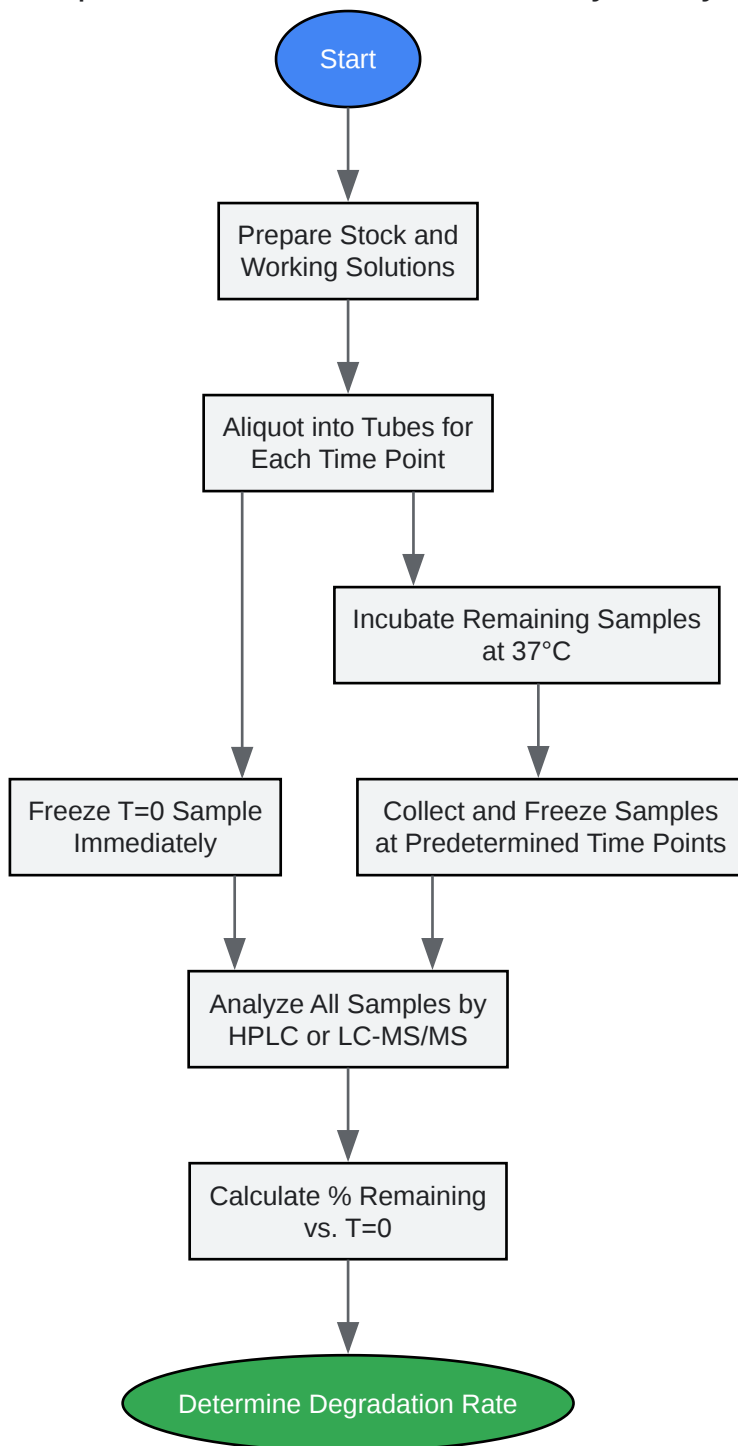 Start
Prepare Stock and
Working Solutions
Aliquot into Tubes for
Each Time Point
Incubate Remaining Samples
at 37°C
Freeze T=0 Sample
Immediately
Collect and Freeze Samples
at Predetermined Time Points
Analyze All Samples by
HPLC or LC-MS/MS
Calculate % Remaining
vs. T=0
Determine Degradation Rate